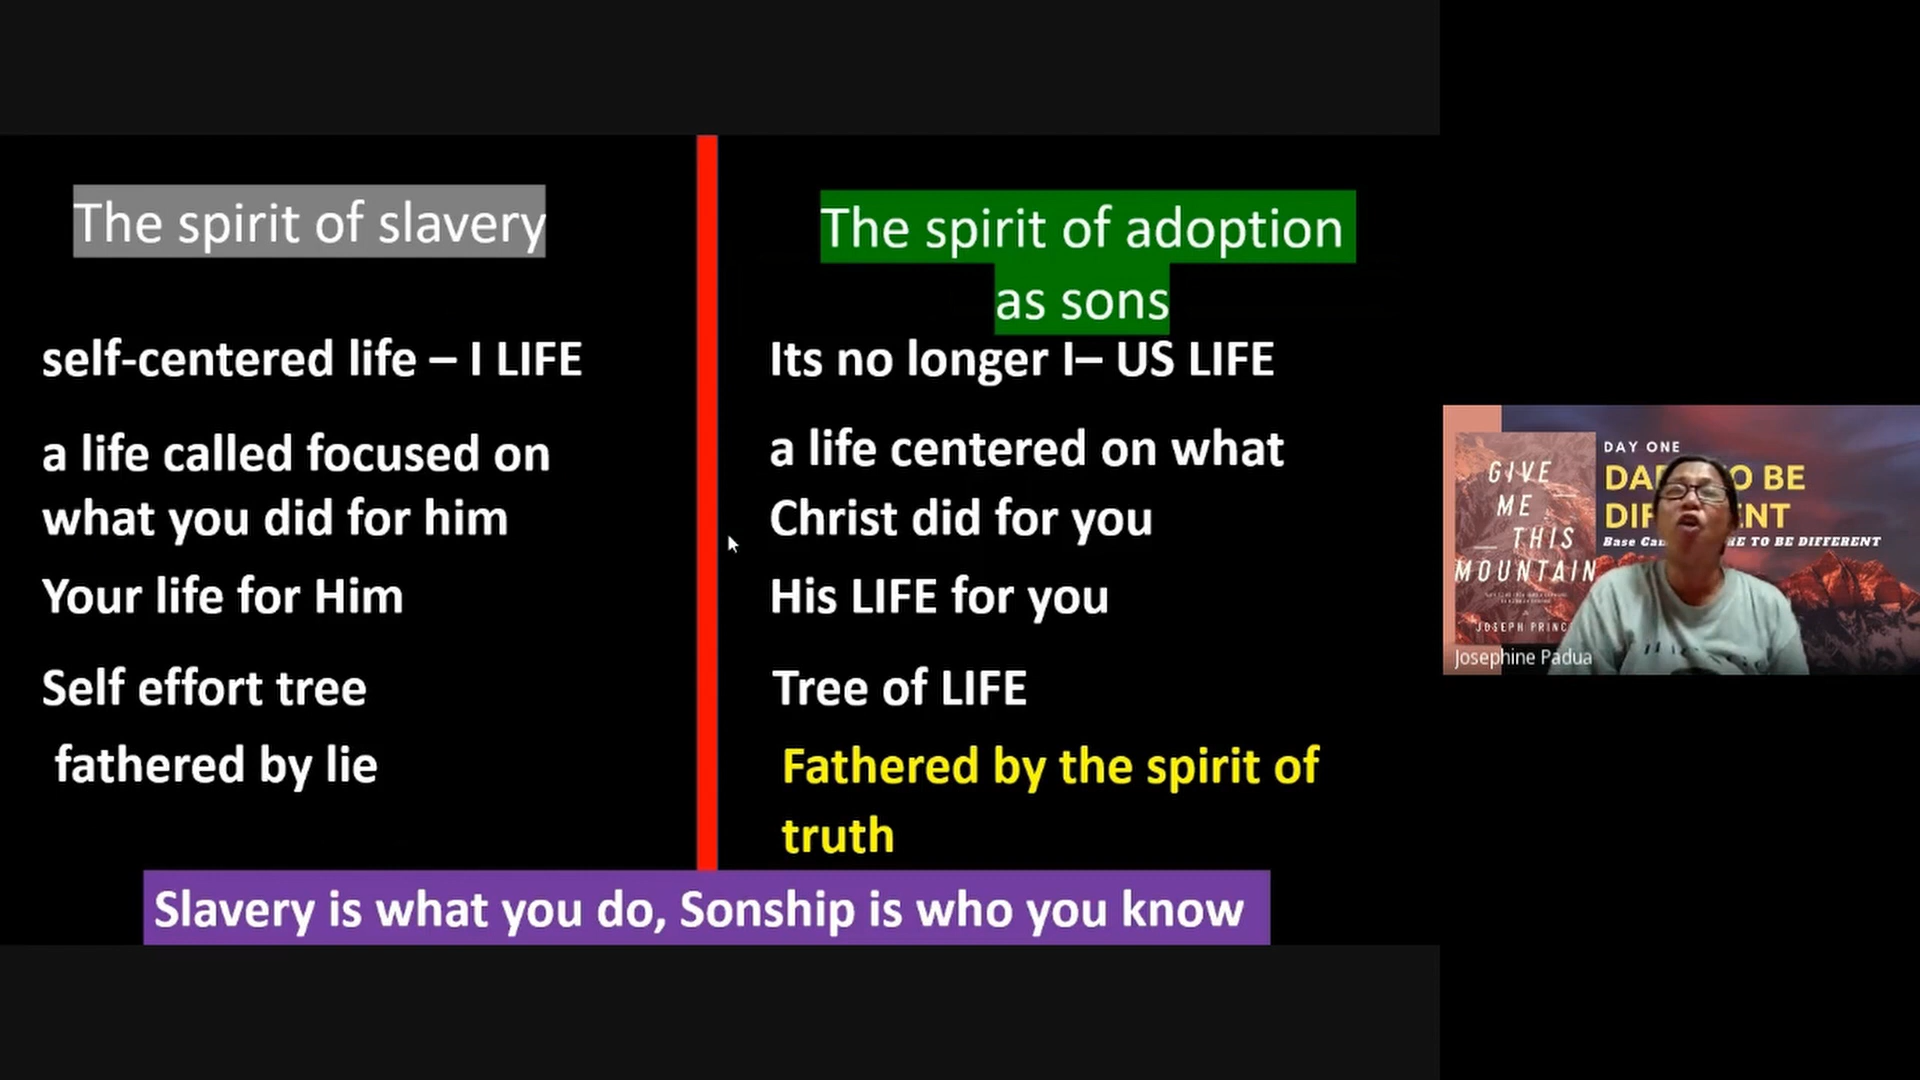 The spirit of slavery
self-centered life – I LIFE
a life called focused on
what you did for him
Your life for Him
Self effort tree
fathered by lie
The spirit of adoption
as sons
Its no longer I– US LIFE
a life centered on what
Christ did for you
His LIFE for you
Tree of LIFE
Fathered by the spirit of
truth
Slavery is what you do, Sonship is who you know
GIVE
ME
THIS
MOUNTAIN
JOSEPH PRINC
Josephine Padua
DAY ONE
TO BE
Base
TO BE DIFFERENT